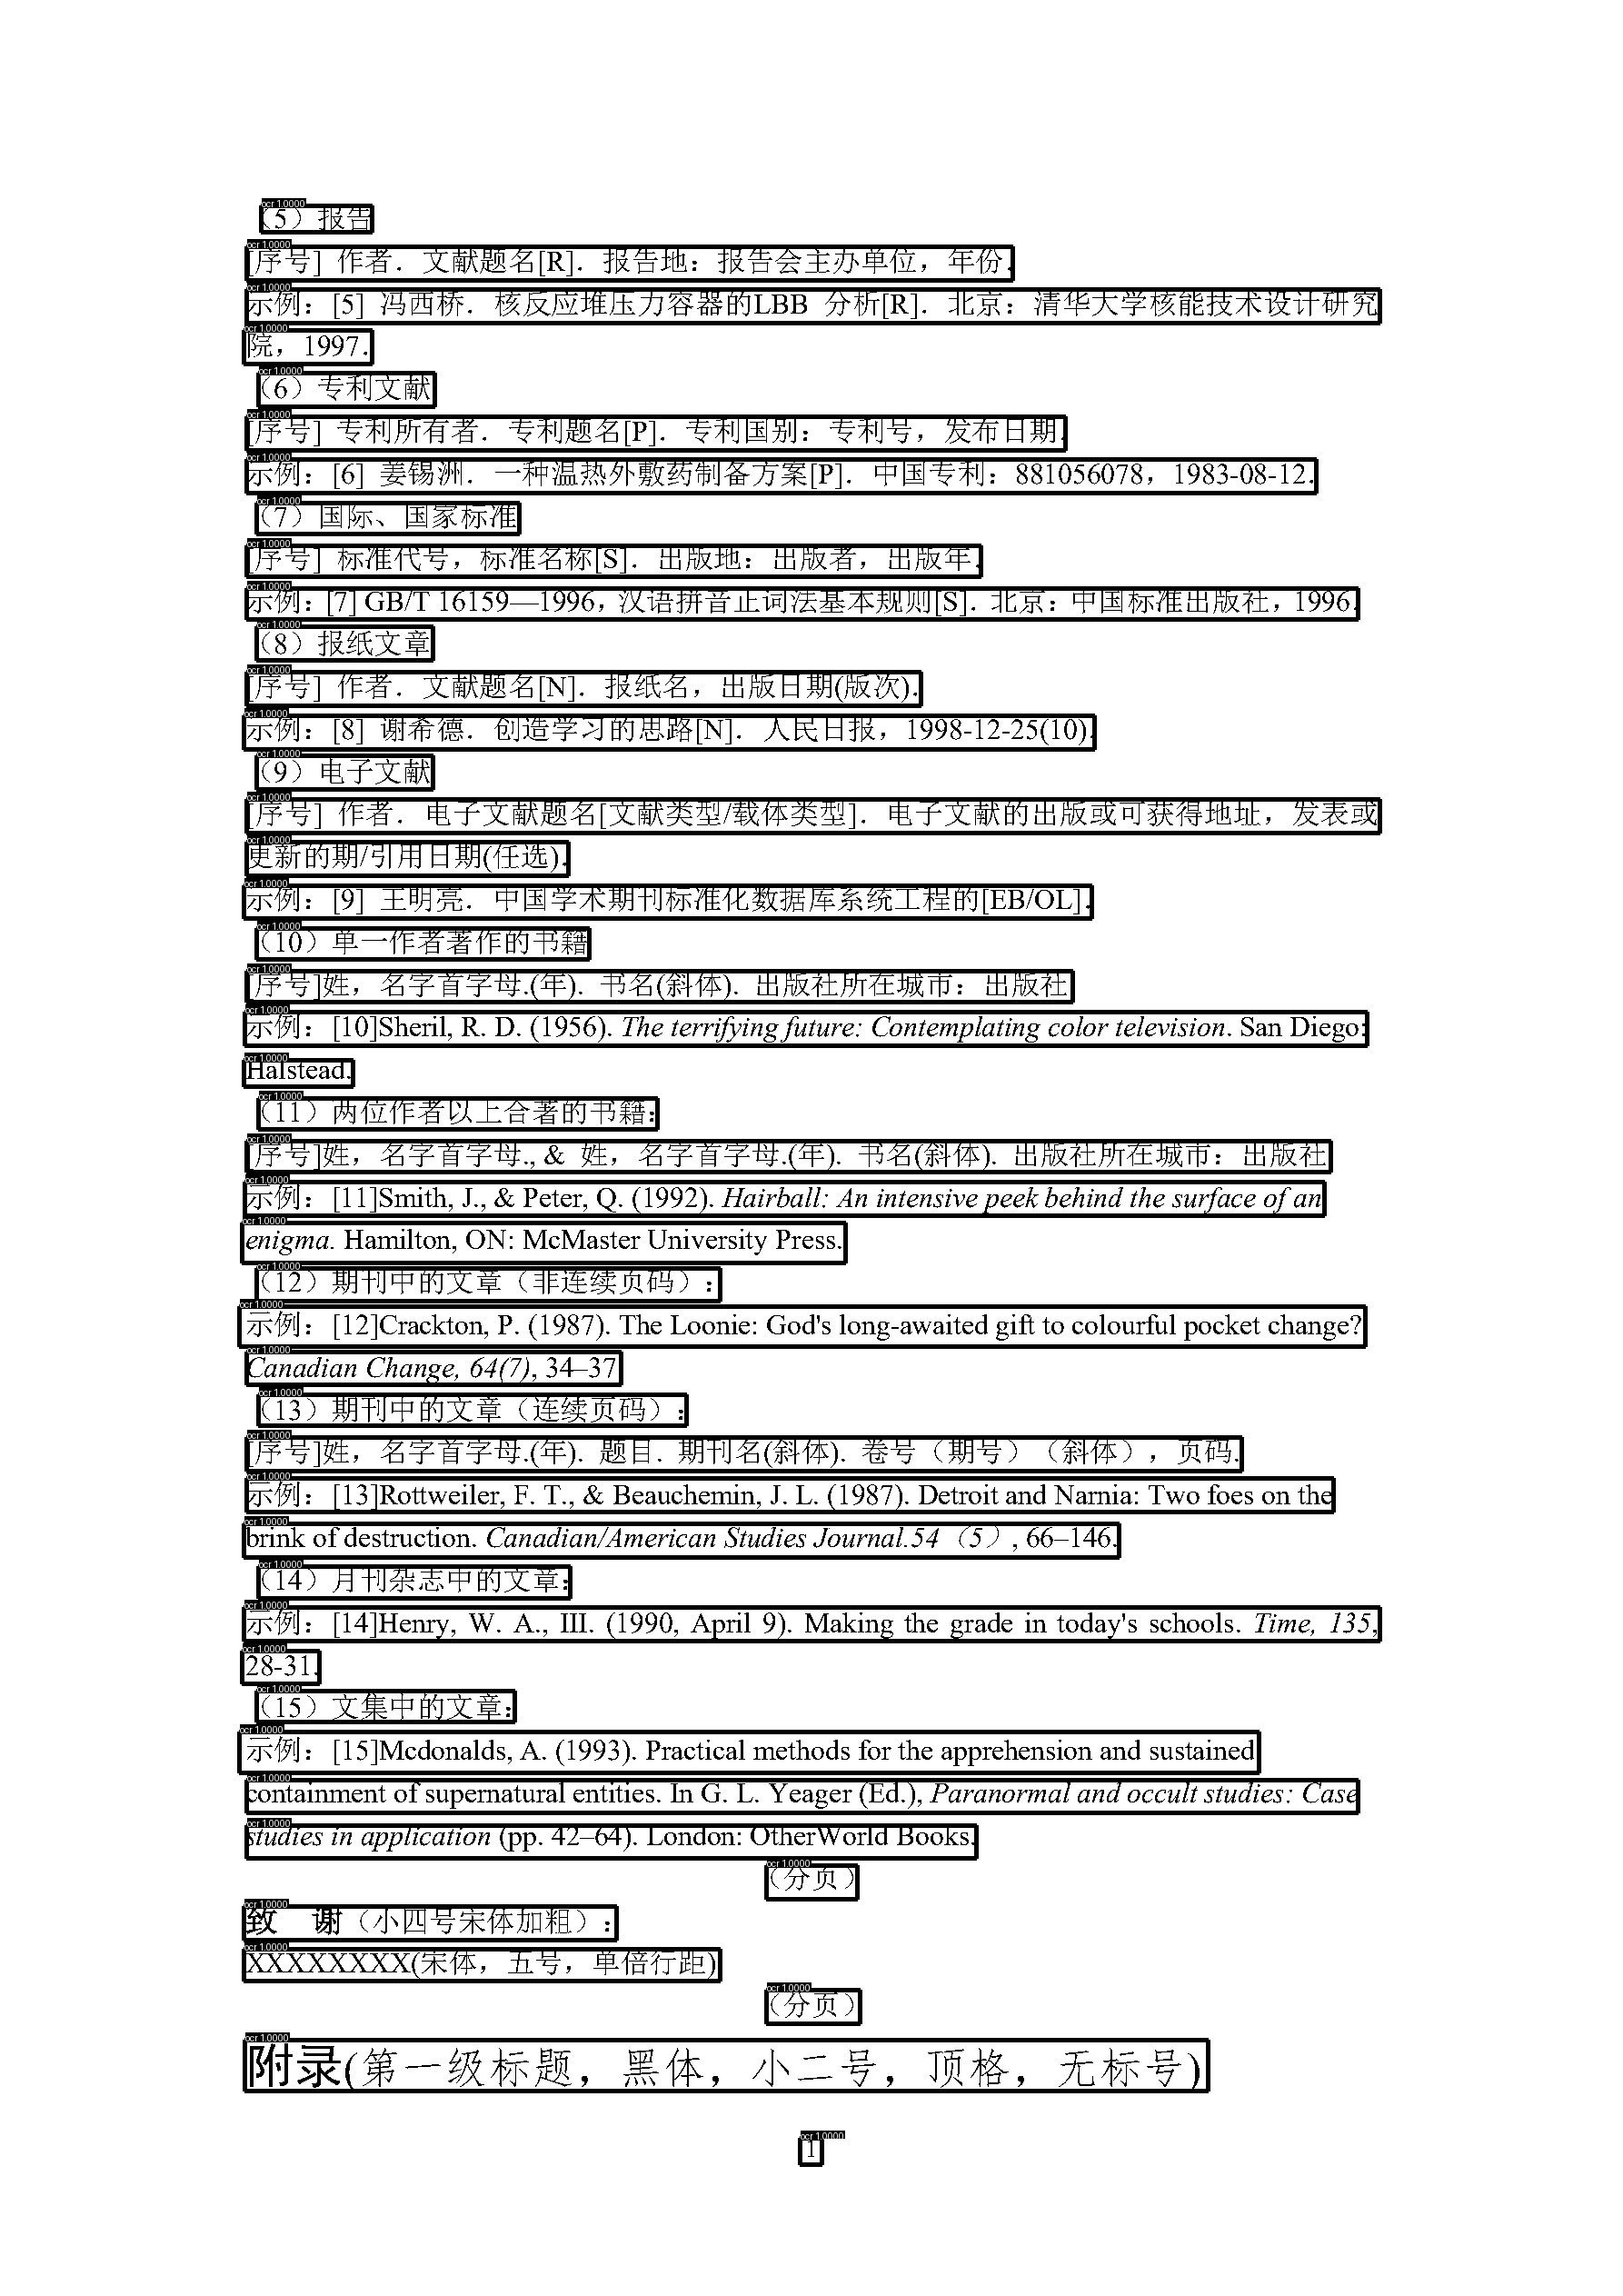 （5）报告
[序号] 作者．文献题名[R]．报告地：报告会主办单位，年份.
示例：[5] 冯西桥．核反应堆压力容器的LBB 分析[R]．北京：清华大学核能技术设计研究
院，1997.
（6）专利文献
[序号] 专利所有者．专利题名[P]．专利国别：专利号，发布日期.
示例：[6] 姜锡洲．一种温热外敷药制备方案[P]．中国专利：881056078，1983-08-12.
（7）国际、国家标准
[序号] 标准代号，标准名称[S]．出版地：出版者，出版年.
示例：[7] GB/T 16159—1996，汉语拼音正词法基本规则[S]．北京：中国标准出版社，1996.
（8）报纸文章
[序号] 作者．文献题名[N]．报纸名，出版日期(版次).
示例：[8] 谢希德．创造学习的思路[N]．人民日报，1998-12-25(10).
（9）电子文献
[序号] 作者．电子文献题名[文献类型/载体类型]．电子文献的出版或可获得地址，发表或
更新的期/引用日期(任选).
示例：[9] 王明亮．中国学术期刊标准化数据库系统工程的[EB/OL].
（10）单一作者著作的书籍
[序号]姓，名字首字母.(年). 书名(斜体). 出版社所在城市：出版社
示例：[10]Sheril, R. D. (1956). The terrifying future: Contemplating color television. San Diego:
Halstead.
（11）两位作者以上合著的书籍：
[序号]姓，名字首字母., & 姓，名字首字母.(年). 书名(斜体). 出版社所在城市：出版社
示例：[11]Smith, J., & Peter, Q. (1992). Hairball: An intensive peek behind the surface of an
enigma. Hamilton, ON: McMaster University Press.
（12）期刊中的文章（非连续页码）：
示例：[12]Crackton, P. (1987). The Loonie: God's long-awaited gift to colourful pocket change?
Canadian Change, 64(7), 34–37
（13）期刊中的文章（连续页码）：
[序号]姓，名字首字母.(年). 题目. 期刊名(斜体). 卷号（期号）（斜体），页码.
示例：[13]Rottweiler, F. T., & Beauchemin, J. L. (1987). Detroit and Narnia: Two foes on the
brink of destruction. Canadian/American Studies Journal.54（5）, 66–146.
（14）月刊杂志中的文章：
示例：[14]Henry, W. A., III. (1990, April 9). Making the grade in today's schools. Time, 135,
28-31.
（15）文集中的文章：
示例：[15]Mcdonalds, A. (1993). Practical methods for the apprehension and sustained
containment of supernatural entities. In G. L. Yeager (Ed.), Paranormal and occult studies: Case
studies in application (pp. 42–64). London: OtherWorld Books.
（分页）
致　谢（小四号宋体加粗）：
XXXXXXXX(宋体，五号，单倍行距)
（分页）
附录(第一级标题，黑体，小二号，顶格，无标号)
1